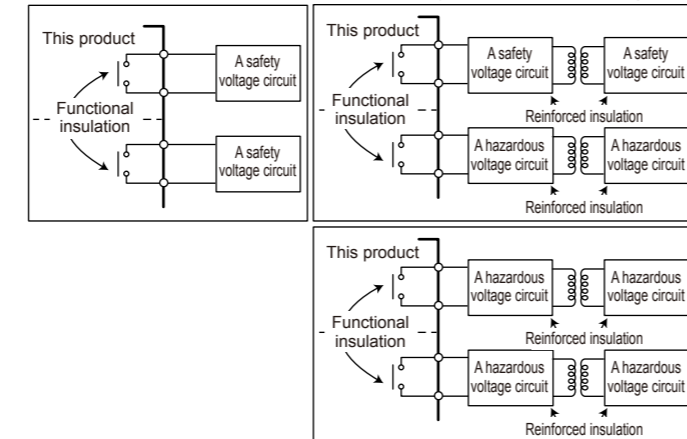 This product
A safety
voltage circuit
Functional
insulation
A safety
voltage circuit
This product
A safety
voltage circuit
A safety
voltage circuit
Reinforced insulation
Functional
insulation
A hazardous
voltage circuit
A hazardous
voltage circuit
Reinforced insulation
This product
A hazardous
voltage circuit
A hazardous
voltage circuit
Reinforced insulation
Functional
insulation
A hazardous
voltage circuit
A hazardous
voltage circuit
Reinforced insulation